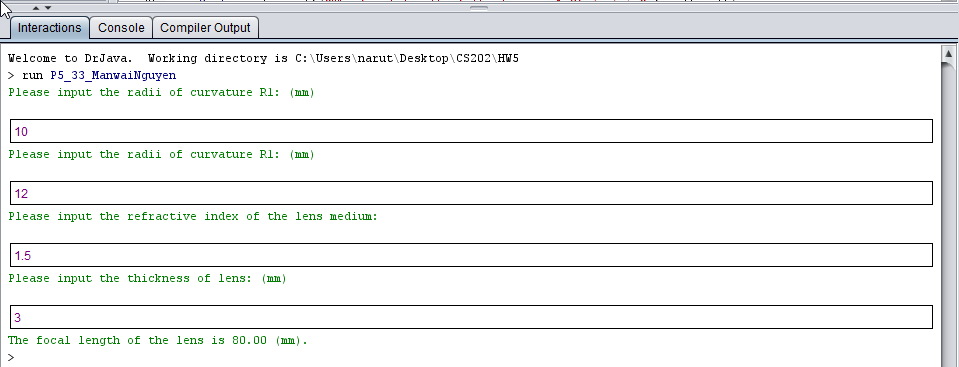 Interactions Console Compiler Output
Welcome to DrJava.  Working directory is C:\Users\narut\Desktop\CS202\HW5
> run P5_33_ManwaiNguyen
Please input the radii of curvature R1: (mm)
10
Please input the radii of curvature R1: (mm)
12
Please input the refractive index of the lens medium:
1.5
Please input the thickness of lens: (mm)
3
The focal length of the lens is 80.00 (mm).
>